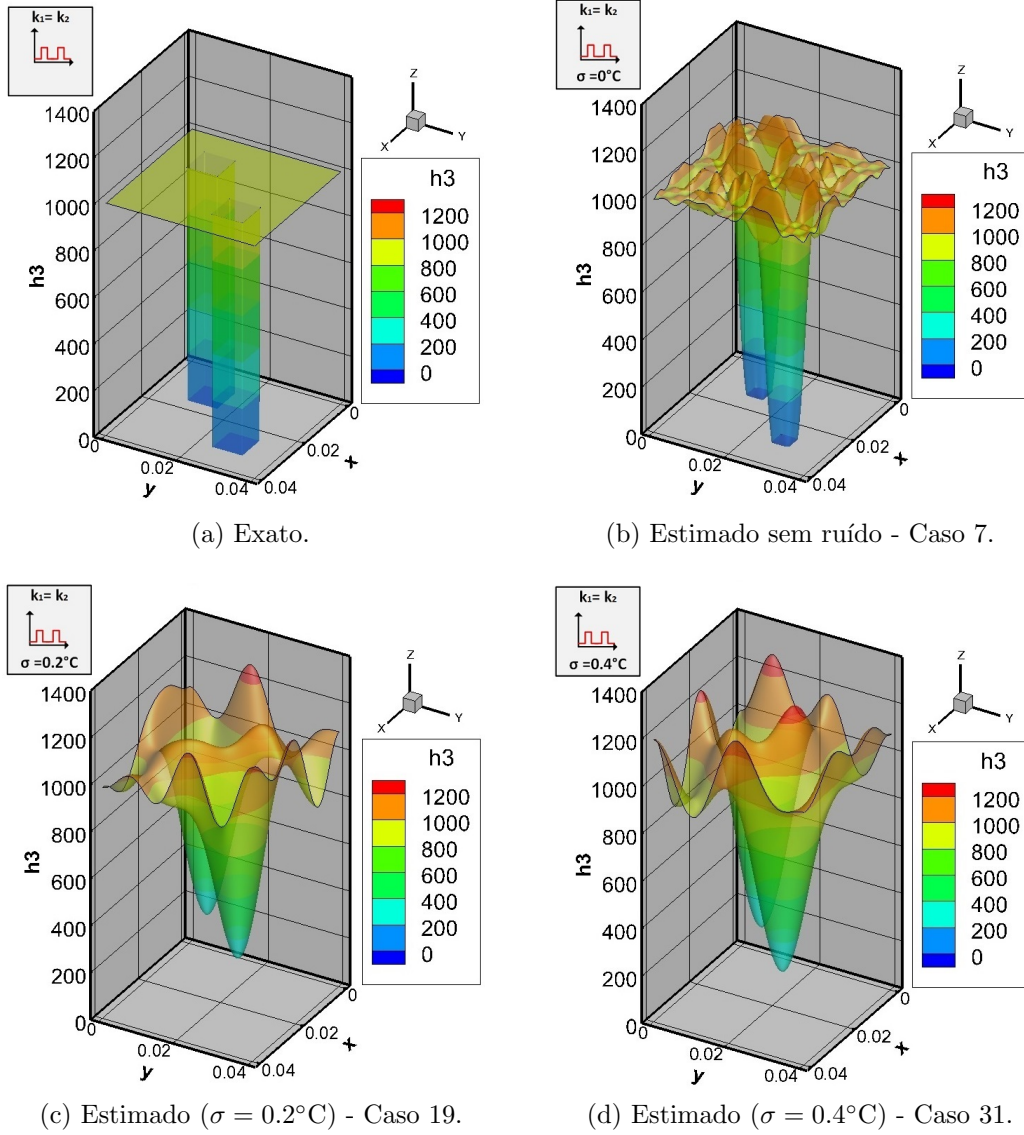 k₁= k₂
Z
X
Y
h3
1200
1000
800
600
400
200
0
1400
1200
1000
800
600
400
200
0
h3
0
0.02
0.04
y
0.04
0.02
0
x
(a) Exato.
k₁= k₂
σ =0°C
Z
X
Y
h3
1200
1000
800
600
400
200
0
1400
1200
1000
800
600
400
200
0
h3
0
0.02
0.04
y
0.04
0.02
0
x
(b) Estimado sem ruído - Caso 7.
k₁= k₂
σ =0.2°C
Z
X
Y
h3
1200
1000
800
600
400
200
0
1400
1200
1000
800
600
400
200
0
h3
0
0.02
0.04
y
0.04
0.02
0
x
(c) Estimado (σ = 0.2°C) - Caso 19.
k₁= k₂
σ =0.4°C
Z
X
Y
h3
1200
1000
800
600
400
200
0
1400
1200
1000
800
600
400
200
0
h3
0
0.02
0.04
y
0.04
0.02
0
x
(d) Estimado (σ = 0.4°C) - Caso 31.